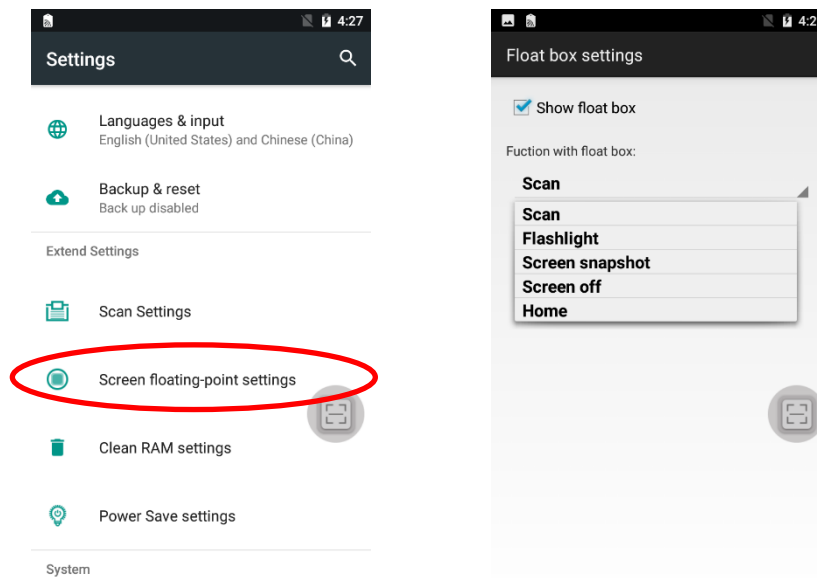 4:27
Settings
Languages & input
English (United States) and Chinese (China)
Backup & reset
Back up disabled
Extend Settings
Scan Settings
Screen floating-point settings
Clean RAM settings
Power Save settings
System
4:2
Float box settings
Show float box
Fuction with float box:
Scan
Scan
Flashlight
Screen snapshot
Screen off
Home